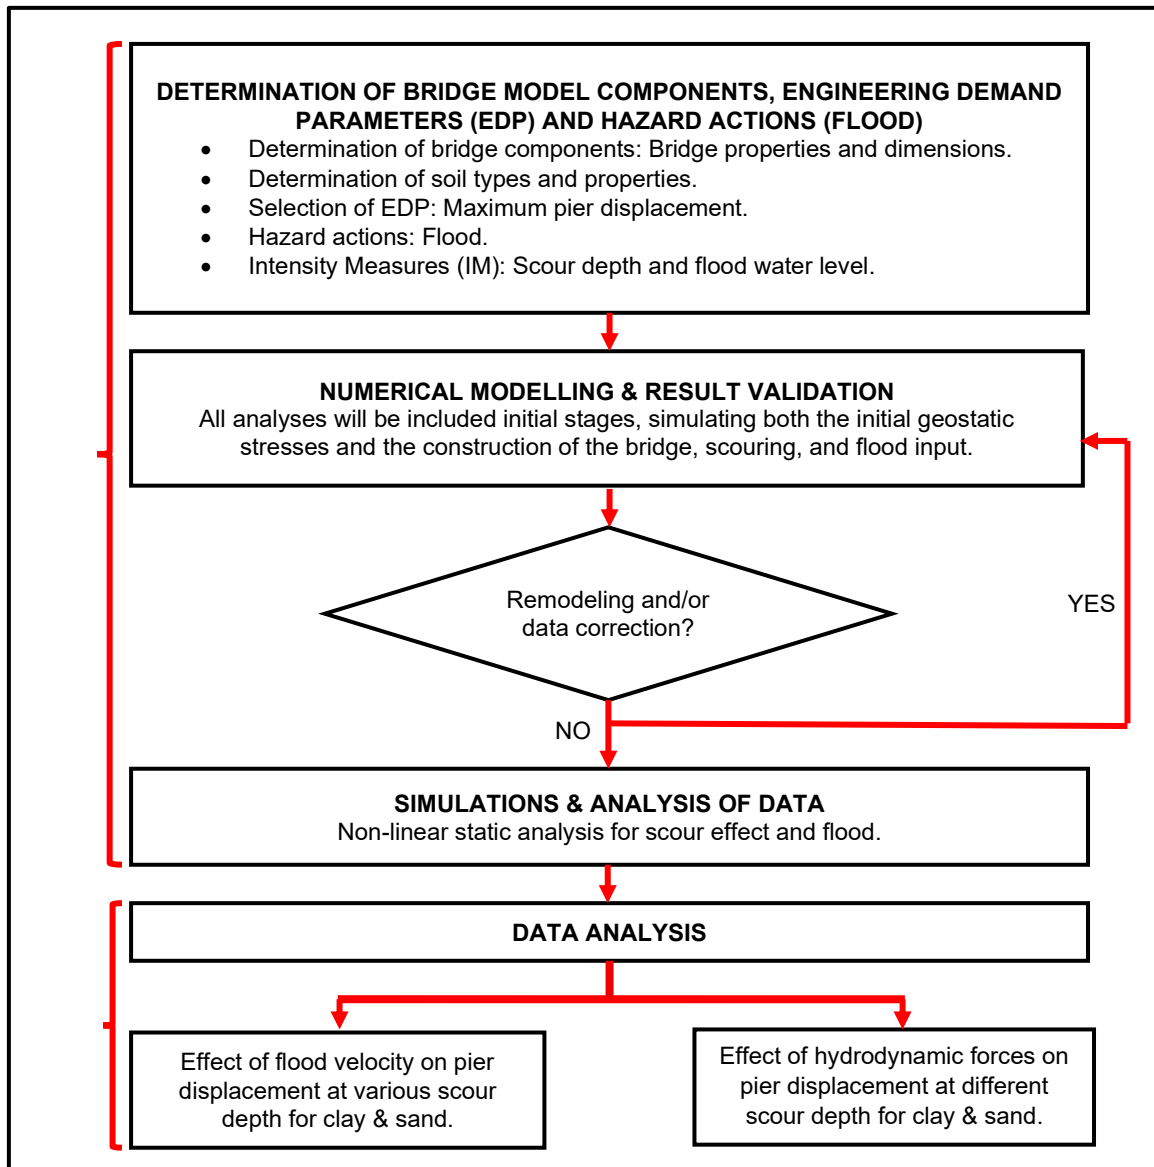 DETERMINATION OF BRIDGE MODEL COMPONENTS, ENGINEERING DEMAND
PARAMETERS (EDP) AND HAZARD ACTIONS (FLOOD)
• Determination of bridge components: Bridge properties and dimensions.
• Determination of soil types and properties.
• Selection of EDP: Maximum pier displacement.
• Hazard actions: Flood.
• Intensity Measures (IM): Scour depth and flood water level.
NUMERICAL MODELLING & RESULT VALIDATION
All analyses will be included initial stages, simulating both the initial geostatic
stresses and the construction of the bridge, scouring, and flood input.
Remodeling and/or
data correction?
YES
NO
SIMULATIONS & ANALYSIS OF DATA
Non-linear static analysis for scour effect and flood.
DATA ANALYSIS
Effect of flood velocity on pier
displacement at various scour
depth for clay & sand.
Effect of hydrodynamic forces on
pier displacement at different
scour depth for clay & sand.